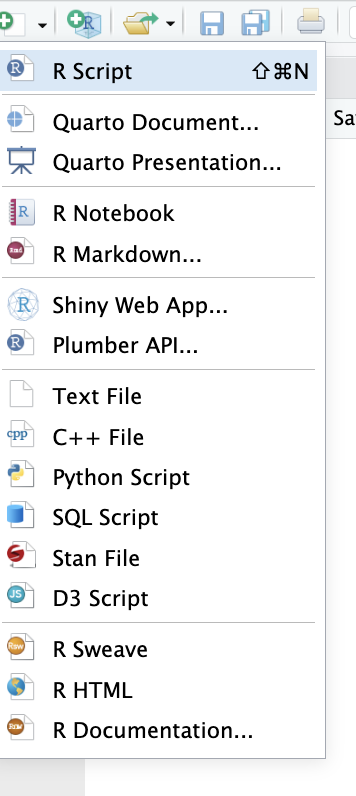 R Script ⇧⌘N
Sa
Quarto Document...
Quarto Presentation...
R Notebook
R Markdown...
Shiny Web App...
Plumber API...
Text File
C++ File
Python Script
SQL Script
Stan File
D3 Script
R Sweave
R HTML
R Documentation...